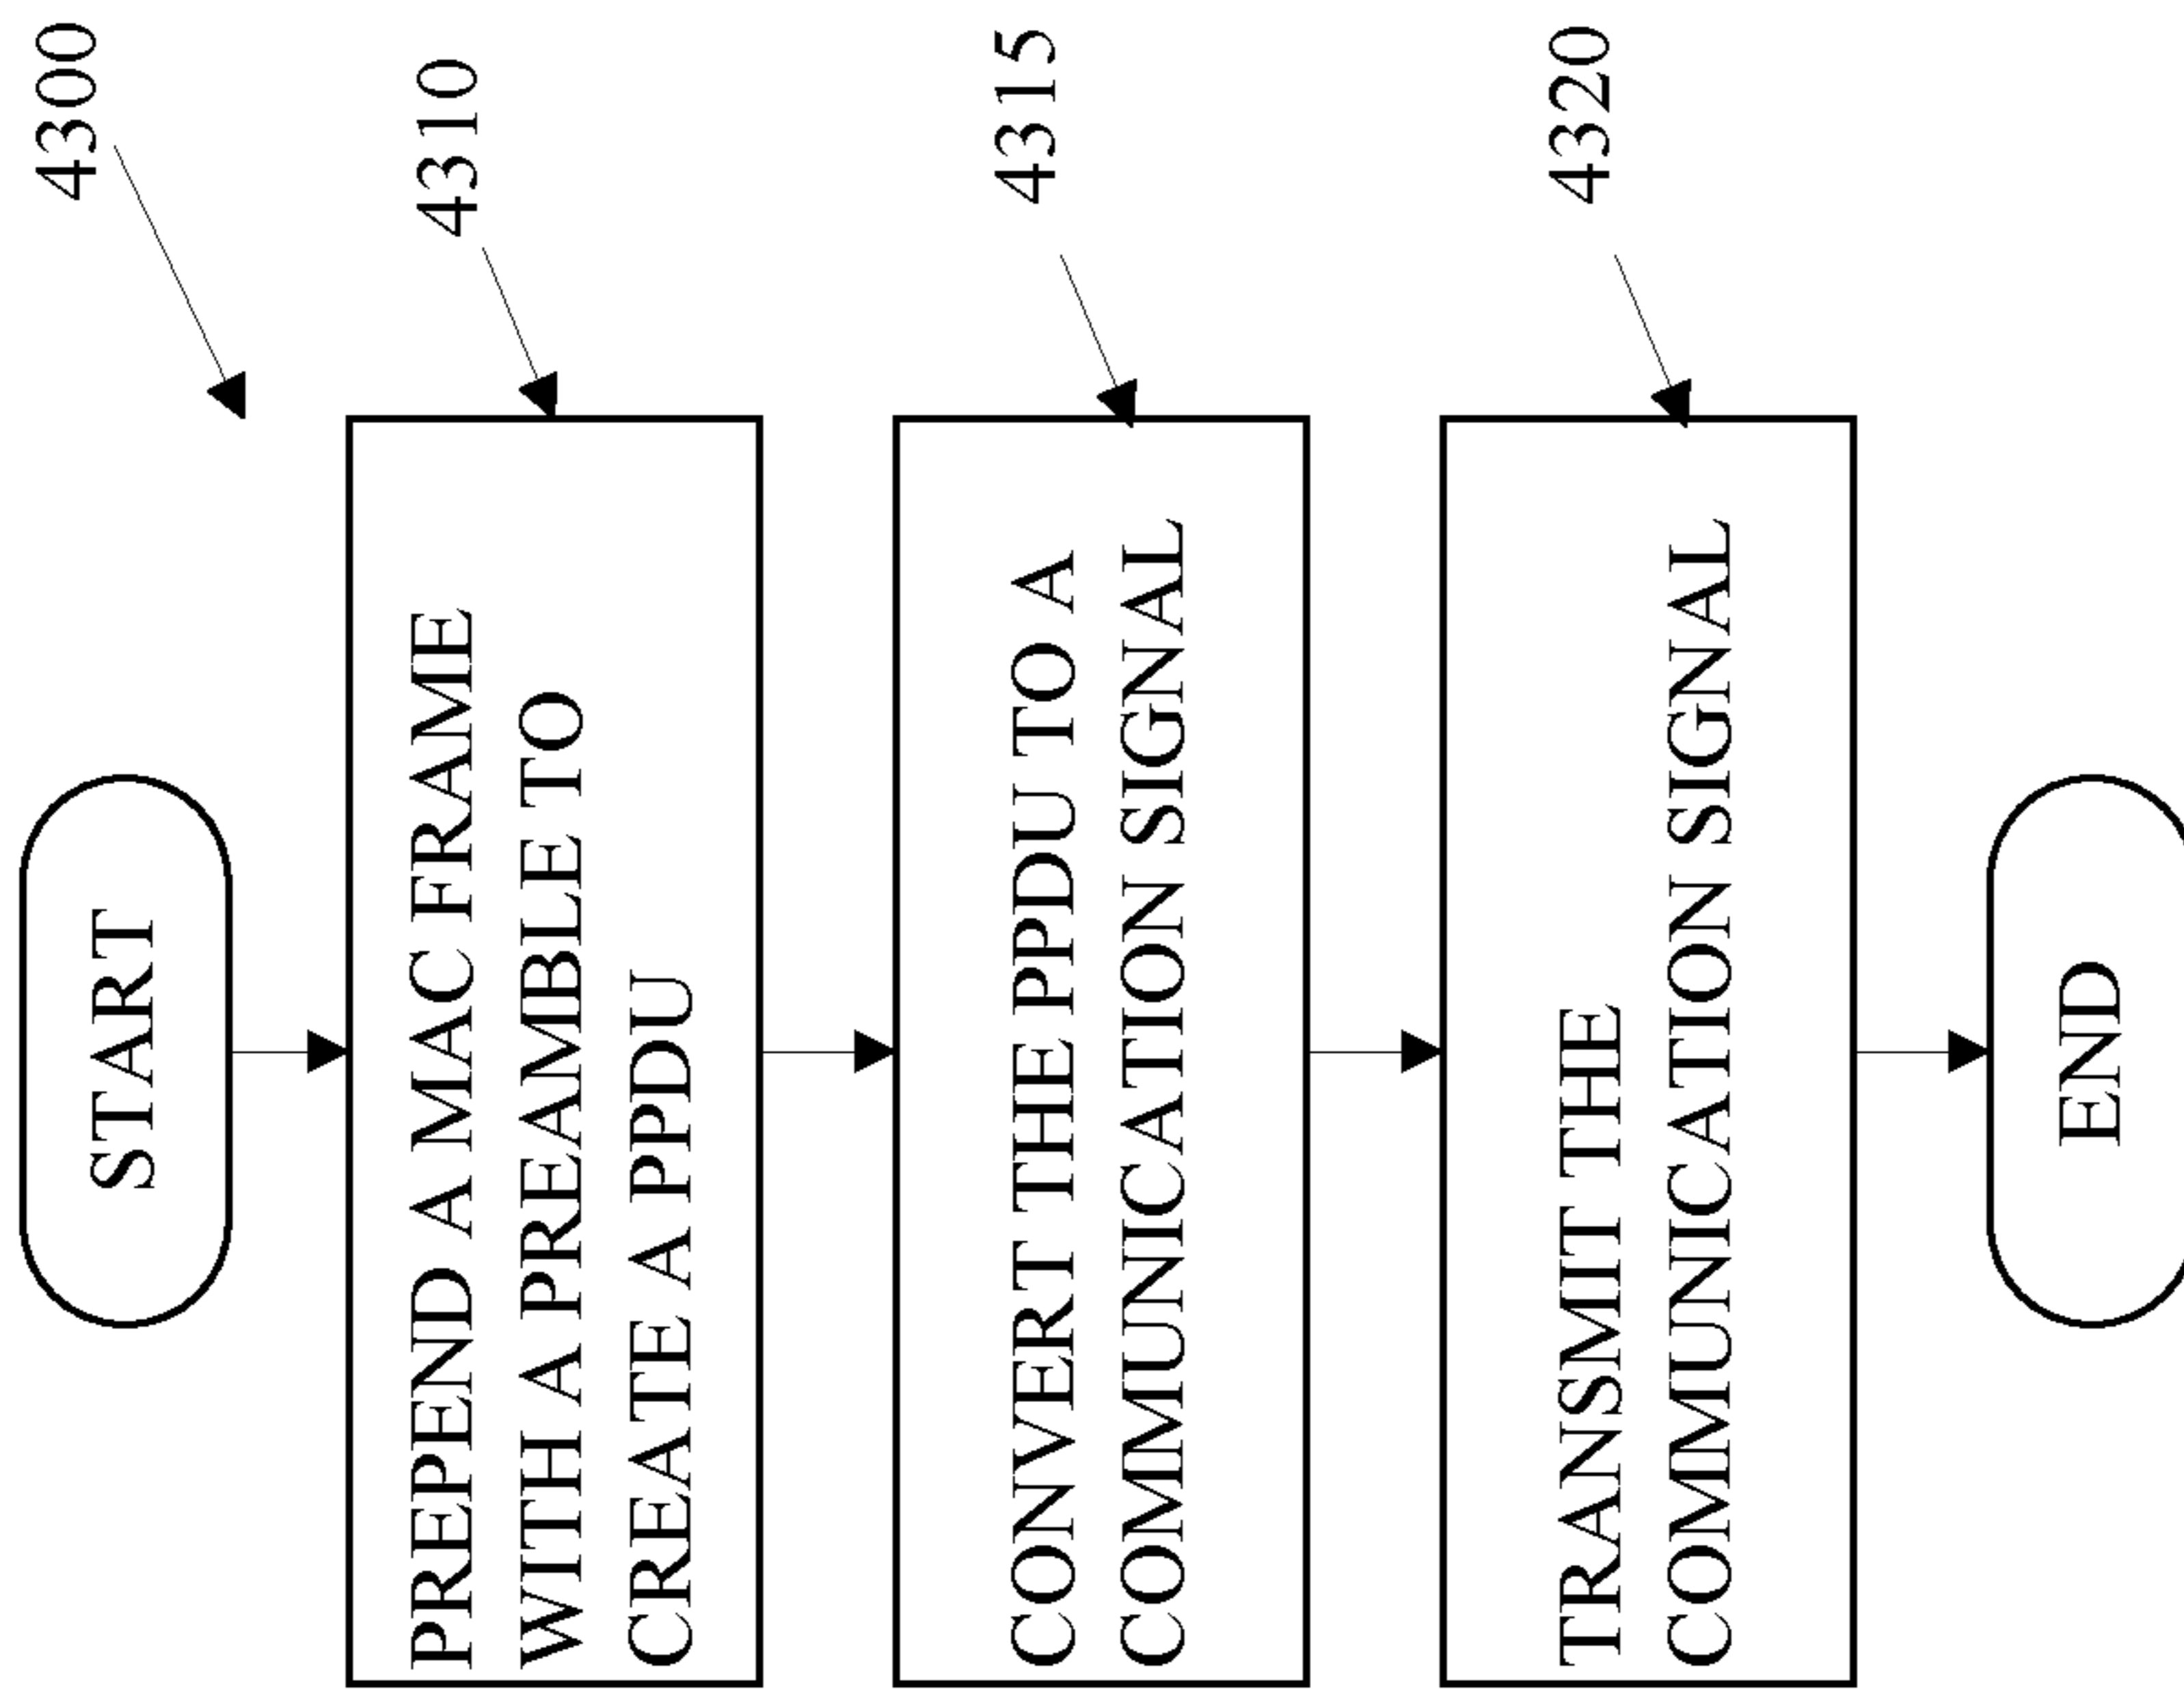 4300
START
4310
PREPEND A MAC FRAME
WITH A PREAMBLE TO
CREATE A PPDU
4315
CONVERT THE PPDU TO A
COMMUNICATION SIGNAL
4320
TRANSMIT THE
COMMUNICATION SIGNAL
END